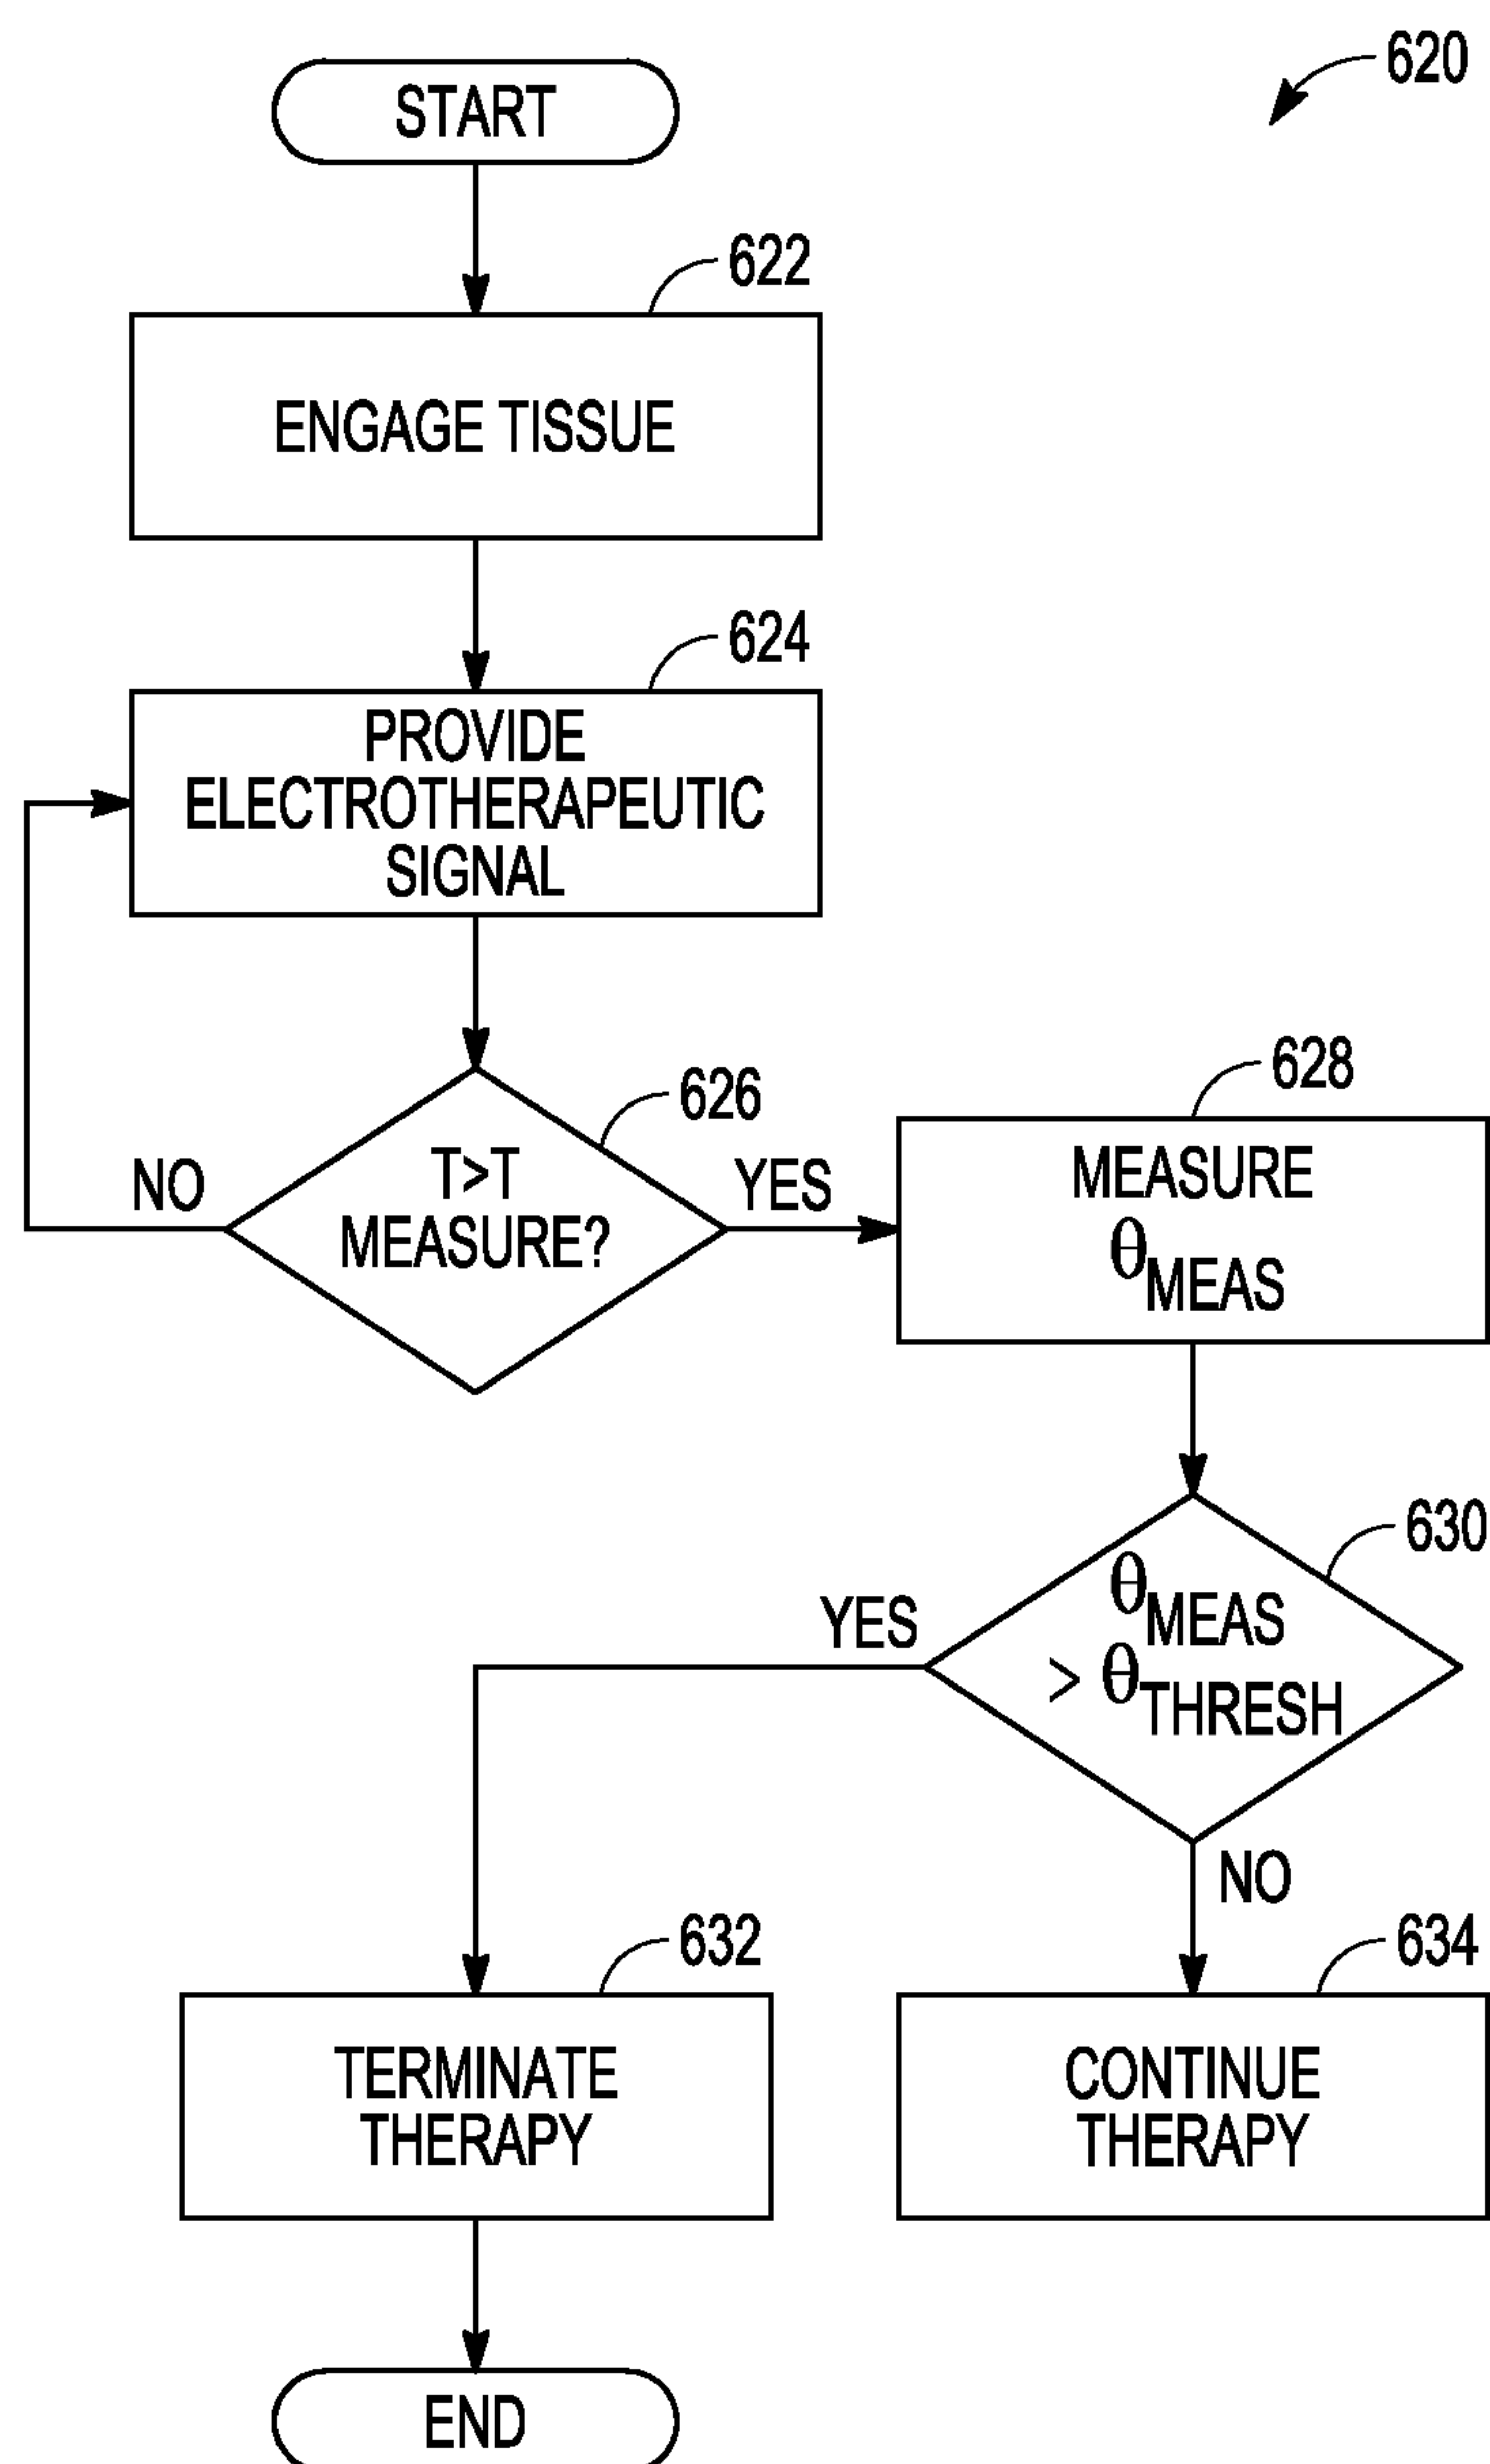 620
START
622
ENGAGE TISSUE
624
PROVIDE
ELECTROTHERAPEUTIC
SIGNAL
626
T>T
MEASURE?
NO
YES
628
MEASURE
θMEAS
630
θMEAS
> θTHRESH
YES
NO
632
TERMINATE
THERAPY
634
CONTINUE
THERAPY
END